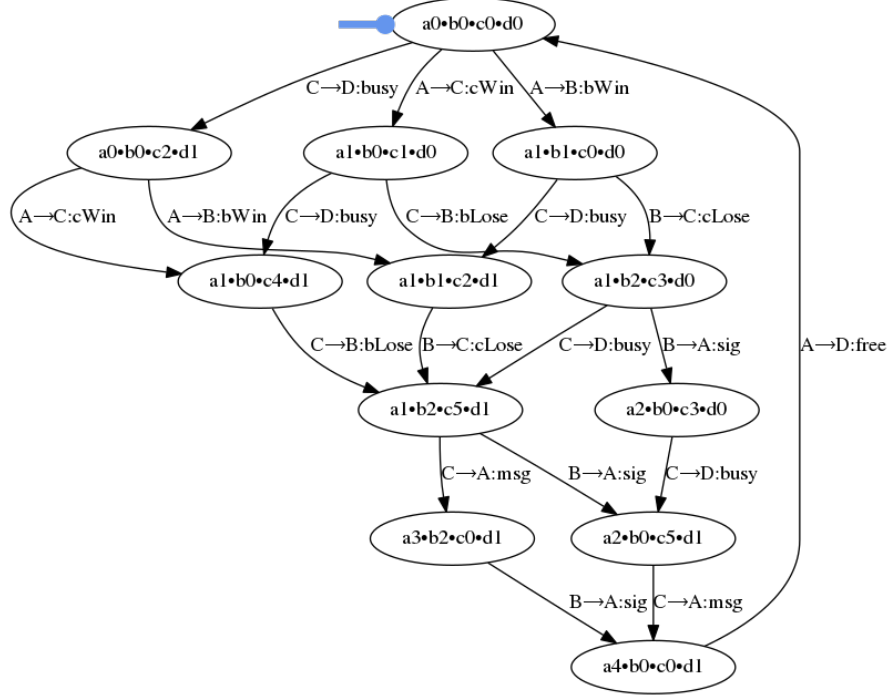 a0•b0•c0•d0
C→D:busy
A→C:cWin
A→B:bWin
a0•b0•c2•d1
a1•b0•c1•d0
a1•b1•c0•d0
A→C:cWin
A→B:bWin
C→D:busy
C→B:bLose
C→D:busy
B→C:cLose
a1•b0•c4•d1
a1•b1•c2•d1
a1•b2•c3•d0
C→B:bLose
B→C:cLose
C→D:busy
B→A:sig
A→D:free
a1•b2•c5•d1
a2•b0•c3•d0
C→A:msg
B→A:sig
C→D:busy
a3•b2•c0•d1
a2•b0•c5•d1
B→A:sig
C→A:msg
a4•b0•c0•d1